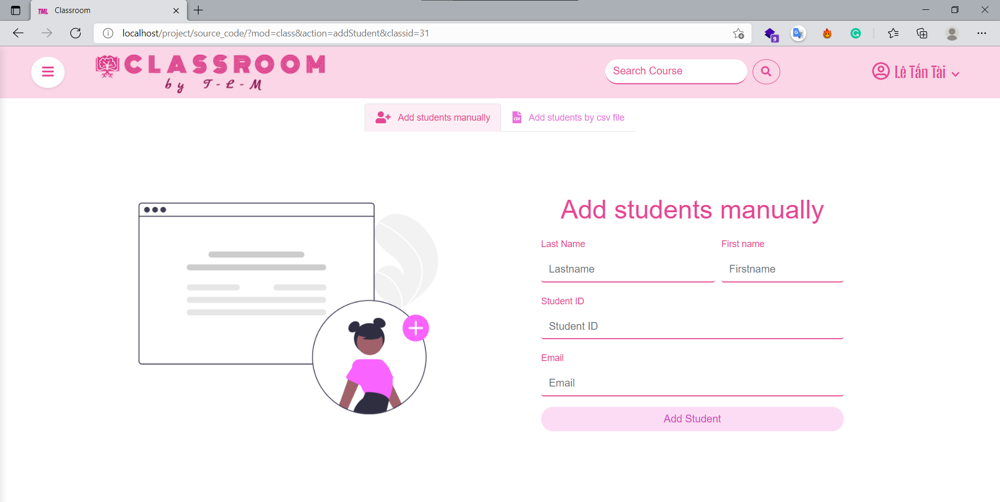 TML Classroom
localhost/project/source_code/?mod=class&action=addStudent&classid=31
9
CLASSROOM
by T-L-M
Search Course
Lê Tấn Tài
Add students manually
CSV
Add students by csv file
Add students manually
Last Name First name
Lastname Firstname
Student ID
Student ID
Email
Email
Add Student